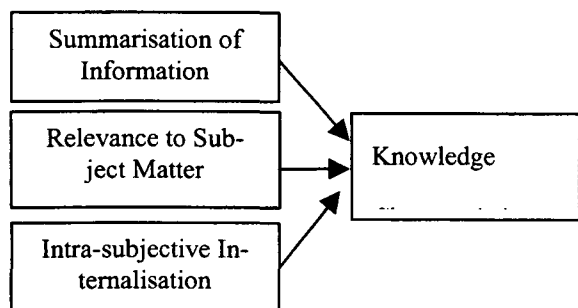 Summarisation of
Information
Relevance to Sub-
ject Matter
Knowledge
Intra-subjective In-
ternalisation